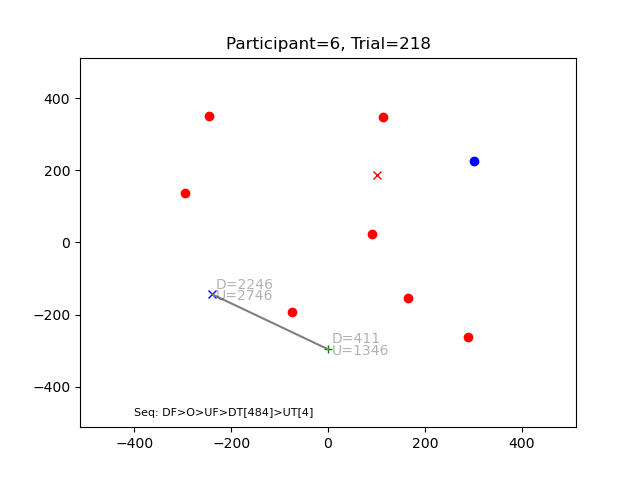 Participant=6, Trial=218
400
200
0
−200
−400
D=2246
U=2746
D=411
U=1346
Seq: DF>O>UF>DT[484]>UT[4]
−400 −200 0 200 400